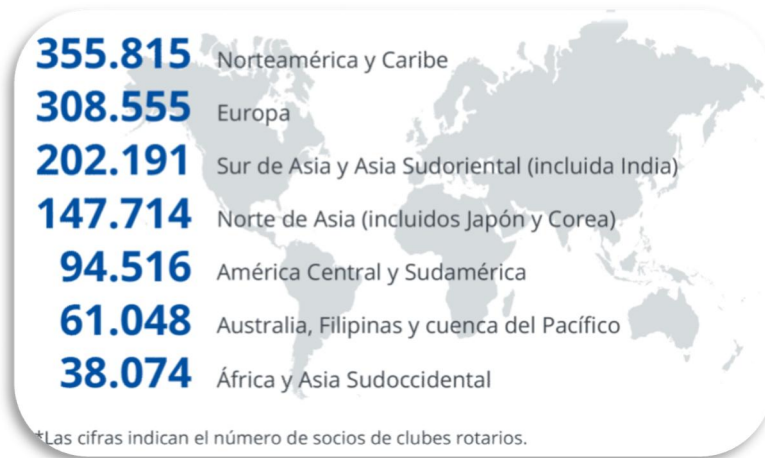 355.815 Norteamérica y Caribe
308.555 Europa
202.191 Sur de Asia y Asia Sudoriental (incluida India)
147.714 Norte de Asia (incluidos Japón y Corea)
94.516 América Central y Sudamérica
61.048 Australia, Filipinas y cuenca del Pacífico
38.074 África y Asia Sudoccidental
*Las cifras indican el número de socios de clubes rotarios.